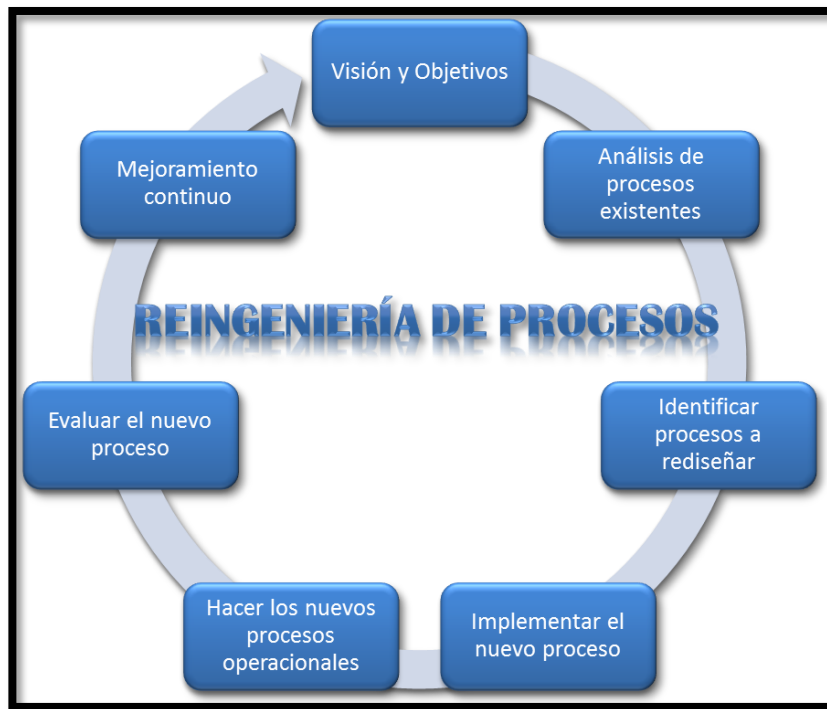 Visión y Objetivos
Análisis de
procesos
existentes
Identificar
procesos a
rediseñar
Implementar el
nuevo proceso
Hacer los nuevos
procesos
operacionales
Evaluar el nuevo
proceso
Mejoramiento
continuo
REINGENIERÍA DE PROCESOS